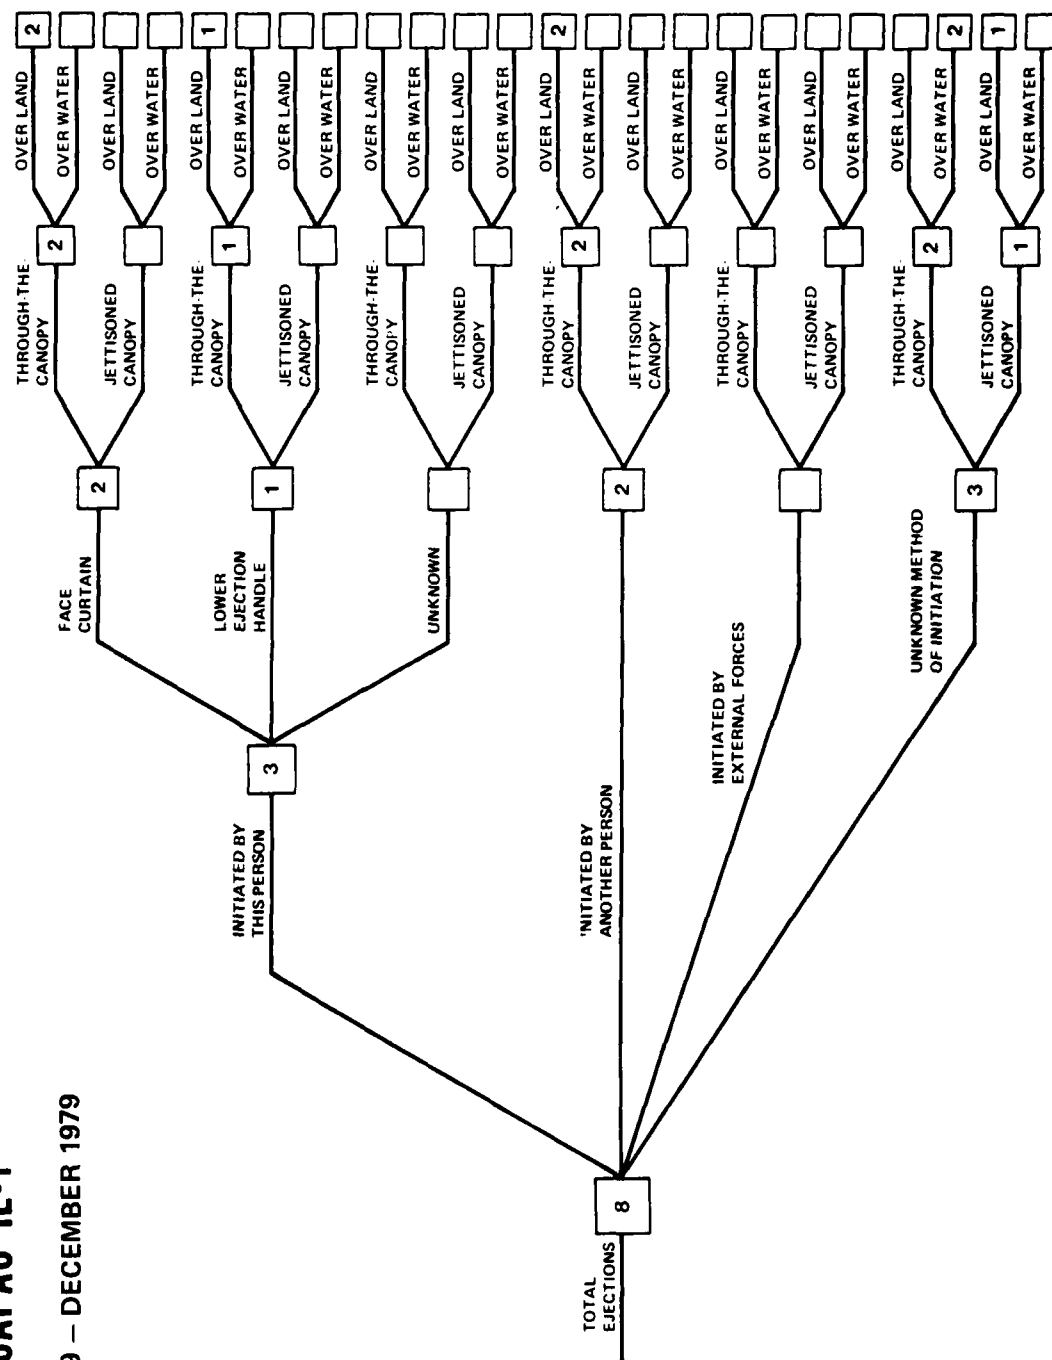 – DECEMBER 1979
TOTAL
EJECTIONS
8
INITIATED BY
THIS PERSON
3
FACE
CURTAIN
2
THROUGH-THE-
CANOPY
2
OVER LAND
2
OVER WATER
JETTISONED
CANOPY
OVER LAND
OVER WATER
LOWER
EJECTION
HANDLE
1
THROUGH-THE-
CANOPY
1
OVER LAND
1
OVER WATER
JETTISONED
CANOPY
OVER LAND
OVER WATER
UNKNOWN
THROUGH-THE-
CANOPY
OVER LAND
OVER WATER
JETTISONED
CANOPY
OVER LAND
OVER WATER
'NITIATED BY
ANOTHER PERSON
2
THROUGH-THE-
CANOPY
2
OVER LAND
2
OVER WATER
JETTISONED
CANOPY
OVER LAND
OVER WATER
INITIATED BY
EXTERNAL FORCES
THROUGH-THE-
CANOPY
OVER LAND
OVER WATER
JETTISONED
CANOPY
OVER LAND
OVER WATER
UNKNOWN METHOD
OF INITIATION
3
THROUGH-THE-
CANOPY
2
OVER LAND
OVER WATER
2
JETTISONED
CANOPY
1
OVER LAND
1
OVER WATER